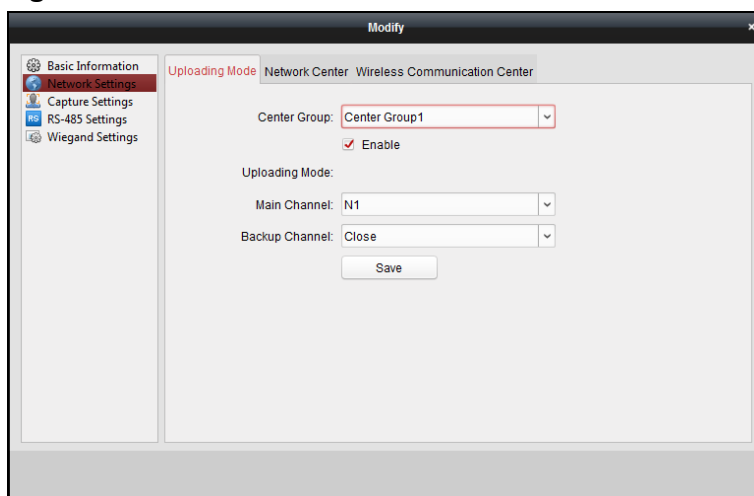 Modify
Basic Information
Network Settings
Capture Settings
RS-485 Settings
Wiegand Settings
Uploading Mode Network Center Wireless Communication Center
Center Group: Center Group1
Enable
Uploading Mode:
Main Channel: N1
Backup Channel: Close
Save